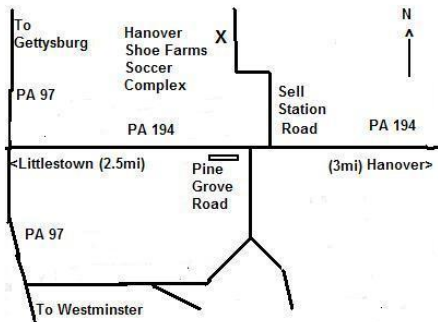 To
Gettysburg
Hanover
Shoe Farms
Soccer
Complex
X
N
PA 97
Sell
Station
Road
PA 194
PA 194
<Littlestown (2.5mi)
Pine
Grove
Road
(3mi) Hanover>
PA 97
To Westminster